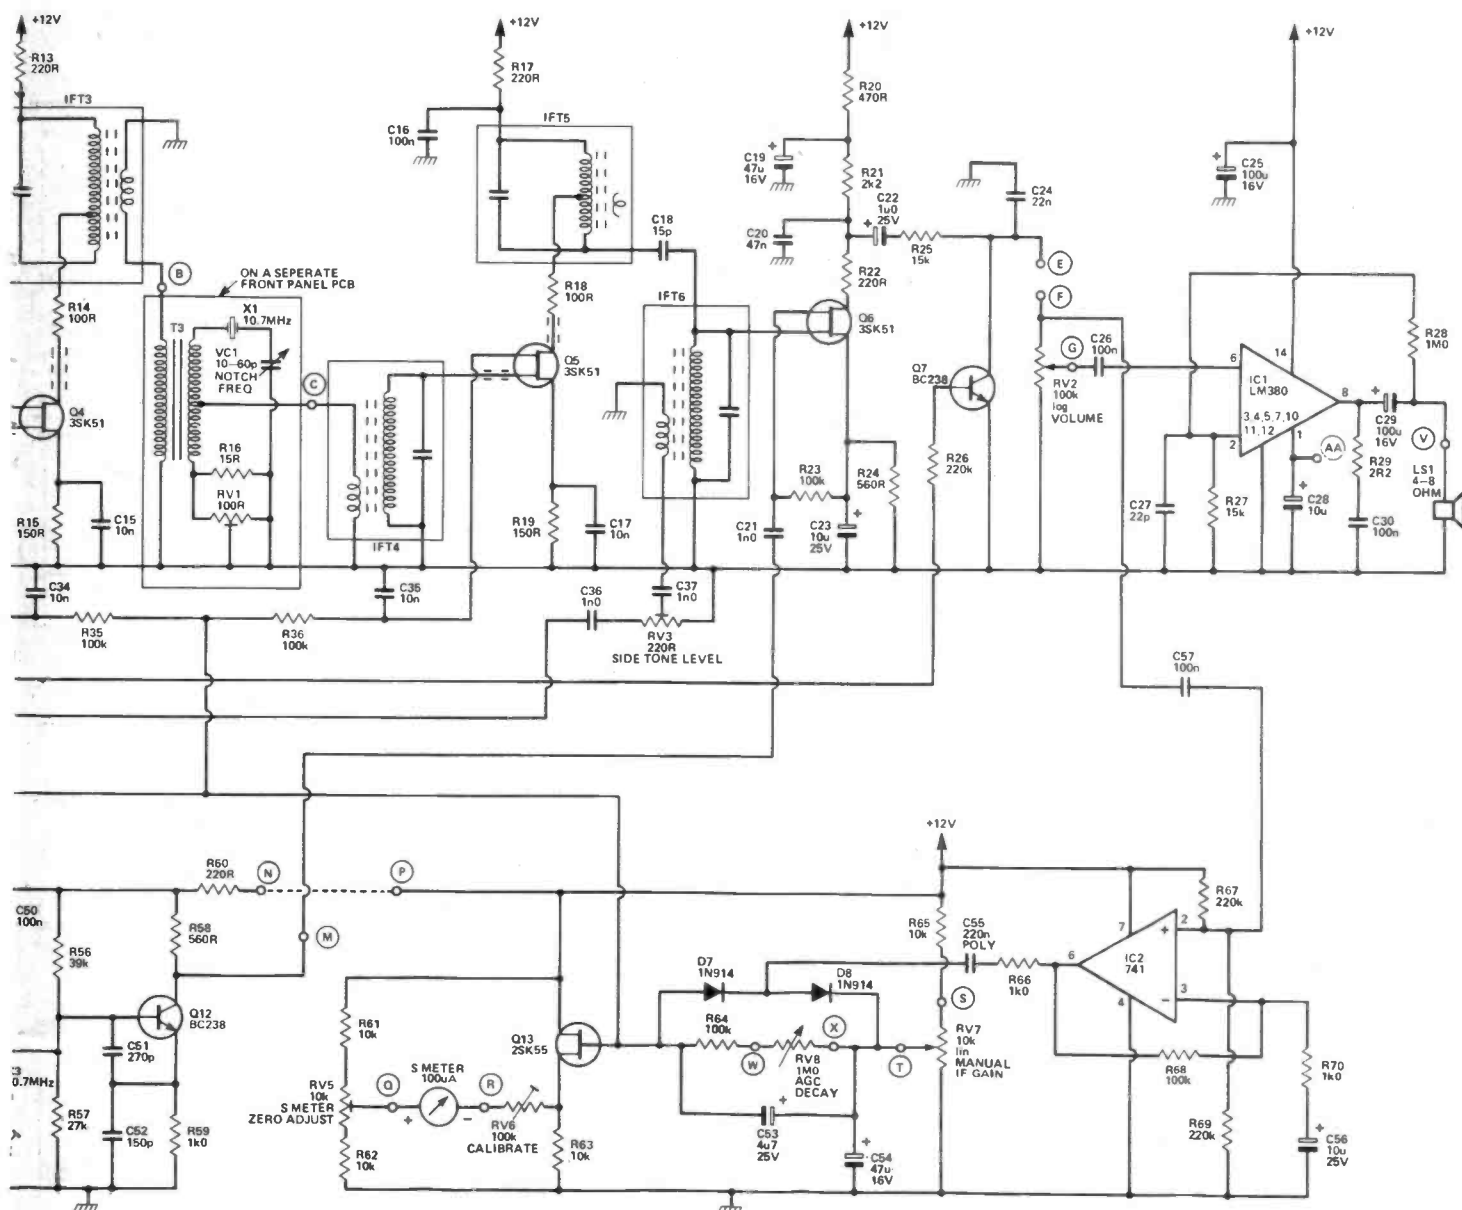 +12V
R13
220R
IFT3
R14
100R
Q4
3SK51
R15
150R
C15
10n
C34
10n
R35
100k
B
ON A SEPERATE
FRONT PANEL PCB
T3
X1
10.7MHz
VC1
10–60p
NOTCH
FREQ
R16
15R
RV1
100R
C
IFT4
C35
10n
R36
100k
+12V
R17
220R
C16
100n
IFT5
R18
100R
C18
15p
Q5
3SK51
R19
150R
C17
10n
IFT6
C36
1n0
C37
1n0
RV3
220R
SIDE TONE LEVEL
+12V
R20
470R
C19
47u
16V
R21
2k2
C22
1u0
25V
C20
47n
R25
15k
R22
220R
Q6
3SK51
R23
100k
C21
1n0
C23
10u
25V
R24
560R
C24
22n
Q7
BC238
R26
220k
E
F
G
C26
100n
RV2
100k
log
VOLUME
+12V
C25
100u
16V
R28
1M0
6
14
IC1
LM380
3,4,5,7,10
11,12
2
1
8
+
C29
100u
16V
AA
R29
2R2
C27
22p
R27
15k
C28
10u
C30
100n
V
LS1
4–8
OHM
C57
100n
C50
100n
R56
39k
R60
220R
N
P
R58
560R
M
Q12
BC238
C51
270p
0.7MHz
R57
27k
C52
150p
R59
1k0
R61
10k
RV5
10k
S METER
ZERO ADJUST
R62
10k
Q
S METER
100uA
+
–
R
RV6
100k
CALIBRATE
Q13
2SK55
R63
10k
D7
1N914
D8
1N914
R64
100k
W
X
RV8
1M0
AGC
DECAY
C53
4u7
25V
C54
47u
16V
T
+12V
R65
10k
C55
220n
POLY
S
RV7
10k
lin
MANUAL
IF GAIN
R66
1k0
6
7
IC2
741
4
2
+
3
–
R67
220k
R68
100k
R69
220k
R70
1k0
C56
10u
25V